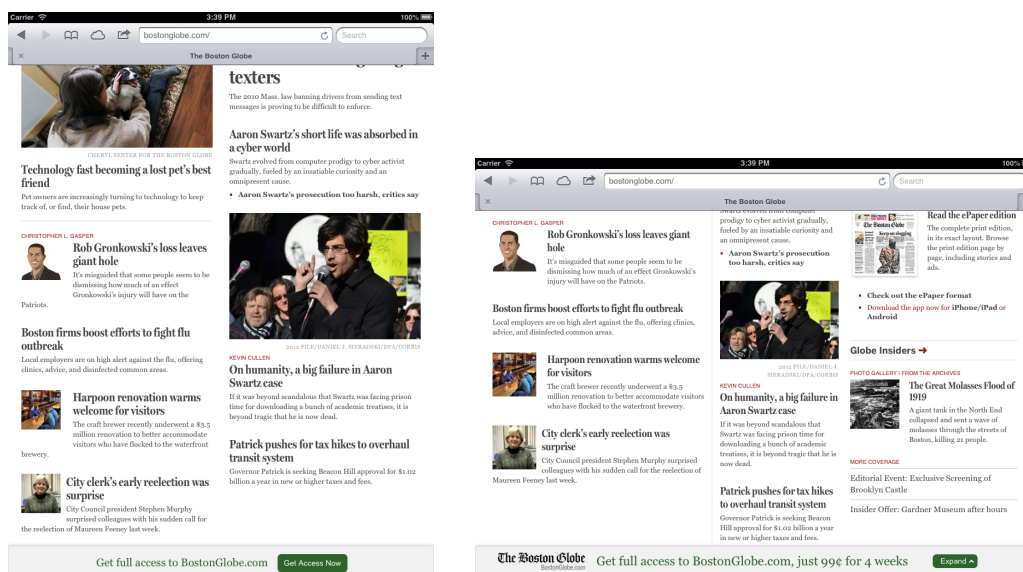 Carrier
3:39 PM
100%
bostonglobe.com/
Search
The Boston Globe
CHERYL SENTER FOR THE BOSTON GLOBE
Technology fast becoming a lost pet's best
friend
Pet owners are increasingly turning to technology to keep
track of, or find, their house pets.
CHRISTOPHER L. GASPER
Rob Gronkowski's loss leaves
giant hole
It's misguided that some people seem to be
dismissing how much of an effect
Gronkowski's injury will have on the
Patriots.
Boston firms boost efforts to fight flu
outbreak
Local employers are on high alert against the flu, offering
clinics, advice, and disinfected common areas.
Harpoon renovation warms
welcome for visitors
The craft brewer recently underwent a $3.5
million renovation to better accommodate
visitors who have flocked to the waterfront
brewery.
City clerk's early reelection was
surprise
City Council president Stephen Murphy
surprised colleagues with his sudden call for
the reelection of Maureen Feeney last week.
texters
The 2010 Mass. law banning drivers from sending text
messages is proving to be difficult to enforce.
Aaron Swartz's short life was absorbed in
a cyber world
Swartz evolved from computer prodigy to cyber activist
gradually, fueled by an insatiable curiosity and an
omnipresent cause.
• Aaron Swartz's prosecution too harsh, critics say
2012 FILE/DANIEL J. SIERADSKI/DPA/CORBIS
KEVIN CULLEN
On humanity, a big failure in Aaron
Swartz case
If it was beyond scandalous that Swartz was facing prison
time for downloading a bunch of academic treatises, it is
beyond tragic that he is now dead.
Patrick pushes for tax hikes to overhaul
transit system
Governor Patrick is seeking Beacon Hill approval for $1.02
billion a year in new or higher taxes and fees.
Get full access to BostonGlobe.com
Get Access Now
Carrier
3:39 PM
100%
bostonglobe.com/
Search
The Boston Globe
CHRISTOPHER L. GASPER
Rob Gronkowski's loss leaves giant
hole
It's misguided that some people seem to be
dismissing how much of an effect Gronkowski's
injury will have on the Patriots.
Boston firms boost efforts to fight flu outbreak
Local employers are on high alert against the flu, offering clinics,
advice, and disinfected common areas.
Harpoon renovation warms welcome
for visitors
The craft brewer recently underwent a $3.5
million renovation to better accommodate visitors
who have flocked to the waterfront brewery.
City clerk's early reelection was
surprise
City Council president Stephen Murphy surprised
colleagues with his sudden call for the reelection of
Maureen Feeney last week.
Swartz evolved from computer
prodigy to cyber activist gradually,
fueled by an insatiable curiosity and
an omnipresent cause.
• Aaron Swartz's prosecution
too harsh, critics say
2012 FILE/DANIEL J.
SIERADSKI/DPA/CORBIS
KEVIN CULLEN
On humanity, a big failure in
Aaron Swartz case
If it was beyond scandalous that
Swartz was facing prison time for
downloading a bunch of academic
treatises, it is beyond tragic that he is
now dead.
Patrick pushes for tax hikes
to overhaul transit system
Governor Patrick is seeking Beacon
Hill approval for $1.02 billion a year
in new or higher taxes and fees.
The Boston Globe
Read the ePaper edition
The complete print edition,
in its exact layout. Browse
the print edition page by
page, including stories and
ads.
• Check out the ePaper format
• Download the app now for iPhone/iPad or
Android
Globe Insiders ➜
PHOTO GALLERY | FROM THE ARCHIVES
The Great Molasses Flood of
1919
A giant tank in the North End
collapsed and sent a wave of
molasses through the streets of
Boston, killing 21 people.
MORE COVERAGE
Editorial Event: Exclusive Screening of
Brooklyn Castle
Insider Offer: Gardner Museum after hours
The Boston Globe
BostonGlobe.com
Get full access to BostonGlobe.com, just 99¢ for 4 weeks
Expand